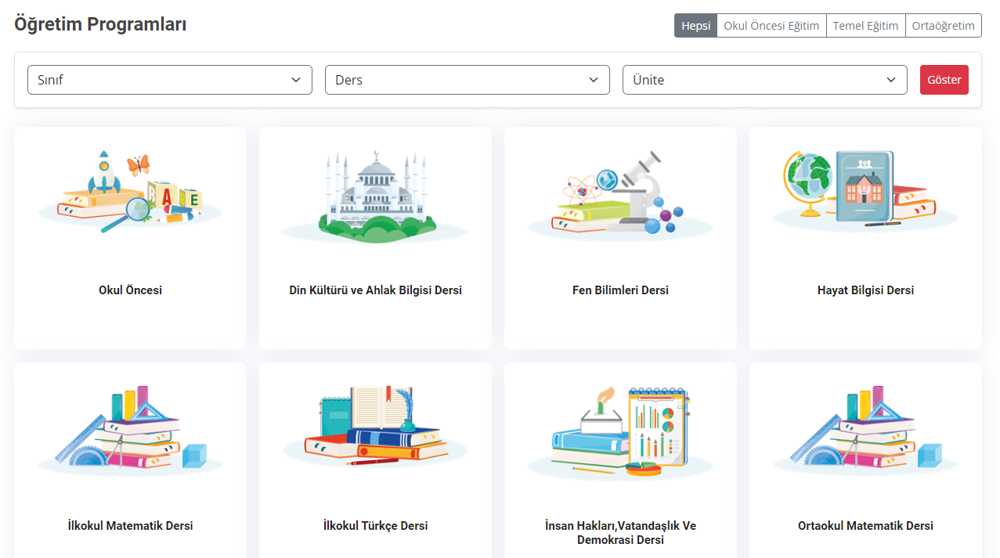 Öğretim Programları
Hepsi
Okul Öncesi Eğitim
Temel Eğitim
Ortaöğretim
Sınıf
Ders
Ünite
Göster
A
E
Okul Öncesi
Din Kültürü ve Ahlak Bilgisi Dersi
Fen Bilimleri Dersi
Hayat Bilgisi Dersi
İlkokul Matematik Dersi
İlkokul Türkçe Dersi
İnsan Hakları,Vatandaşlık Ve
Demokrasi Dersi
Ortaokul Matematik Dersi